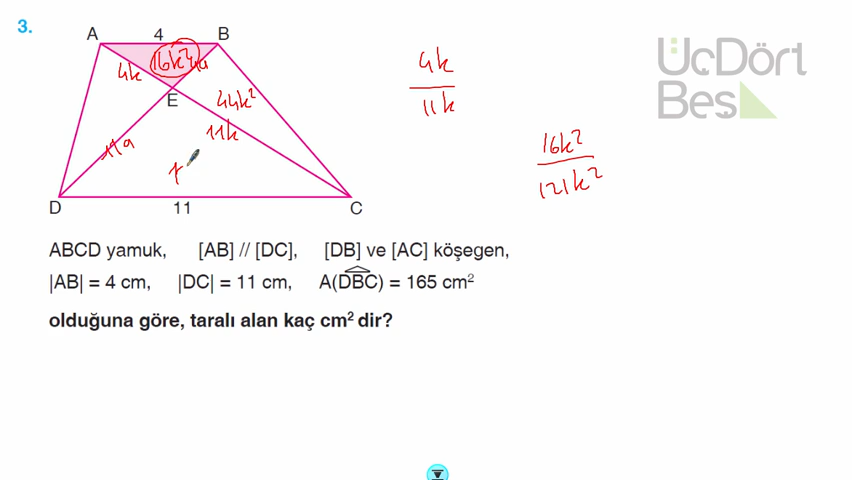 3.
A 4 B
4k 16k² 4a
E
44k²
11k
11a
D 11 C
4k
11k
16k²
121k²
ÜçDört
Beş
ABCD yamuk, [AB] // [DC], [DB] ve [AC] köşegen,
|AB| = 4 cm, |DC| = 11 cm, A(DBC) = 165 cm²
olduğuna göre, taralı alan kaç cm² dir?